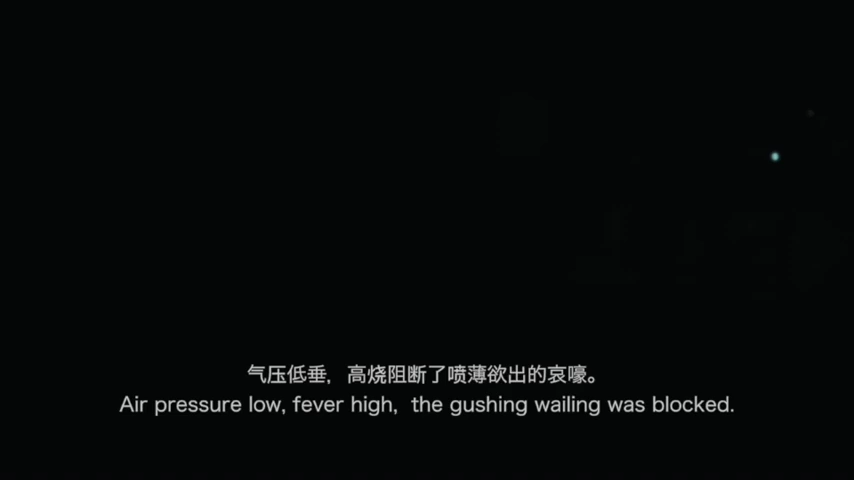 气压低垂，高烧阻断了喷薄欲出的哀嚎。
Air pressure low, fever high, the gushing wailing was blocked.